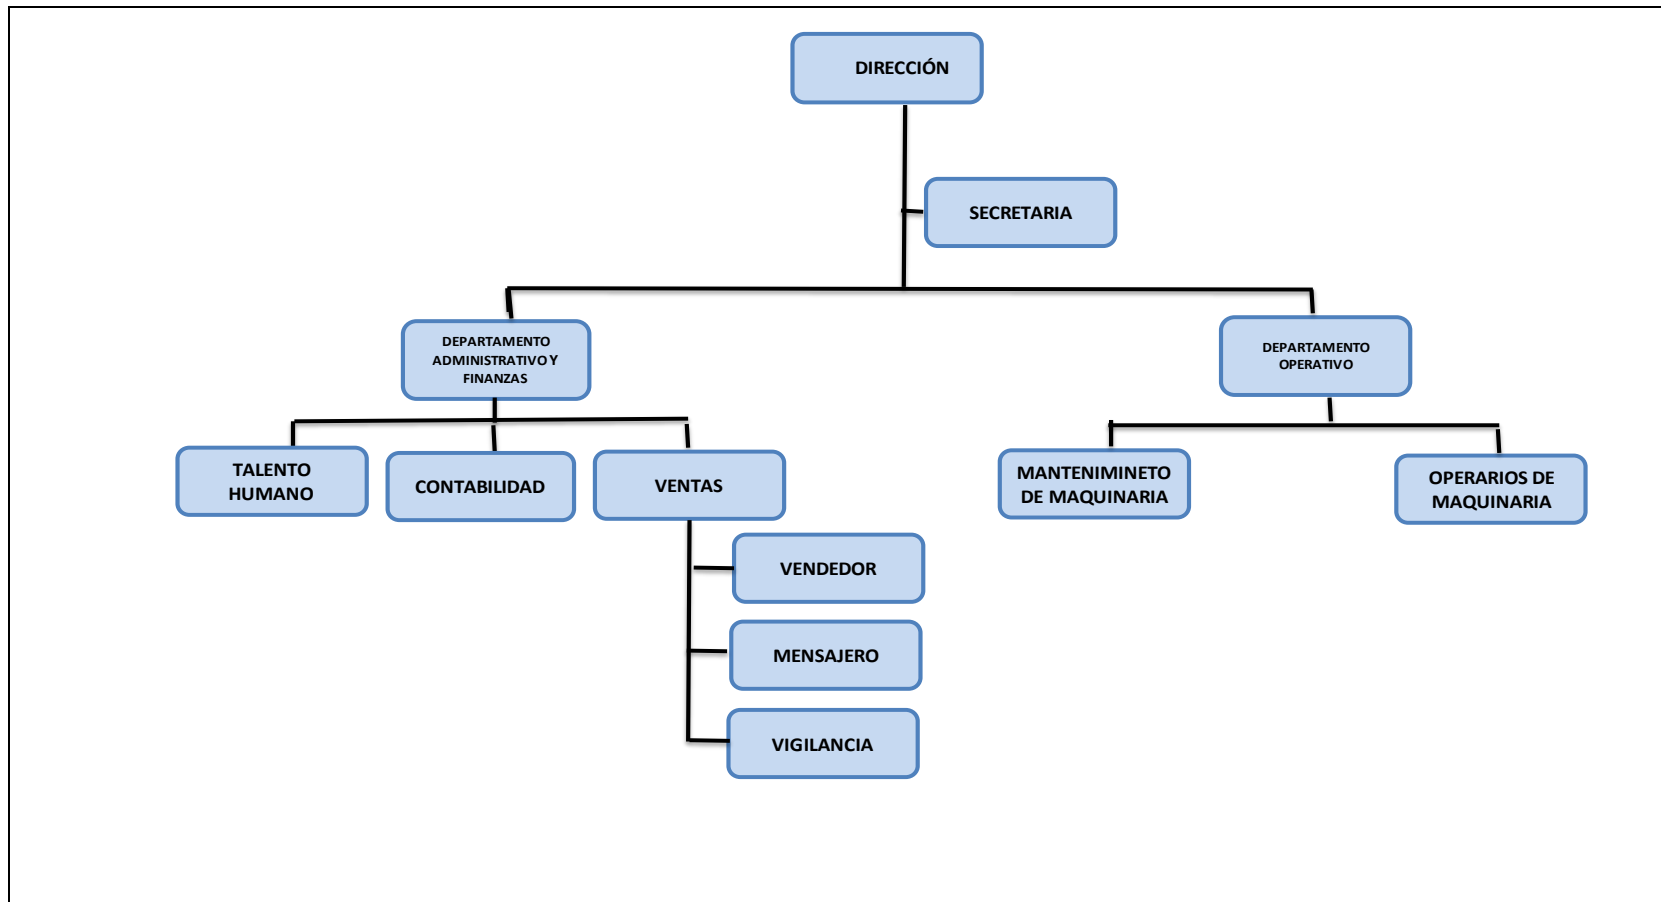 DIRECCIÓN
SECRETARIA
DEPARTAMENTO
ADMINISTRATIVO Y
FINANZAS
DEPARTAMENTO
OPERATIVO
TALENTO
HUMANO
CONTABILIDAD
VENTAS
MANTENIMINETO
DE MAQUINARIA
OPERARIOS DE
MAQUINARIA
VENDEDOR
MENSAJERO
VIGILANCIA